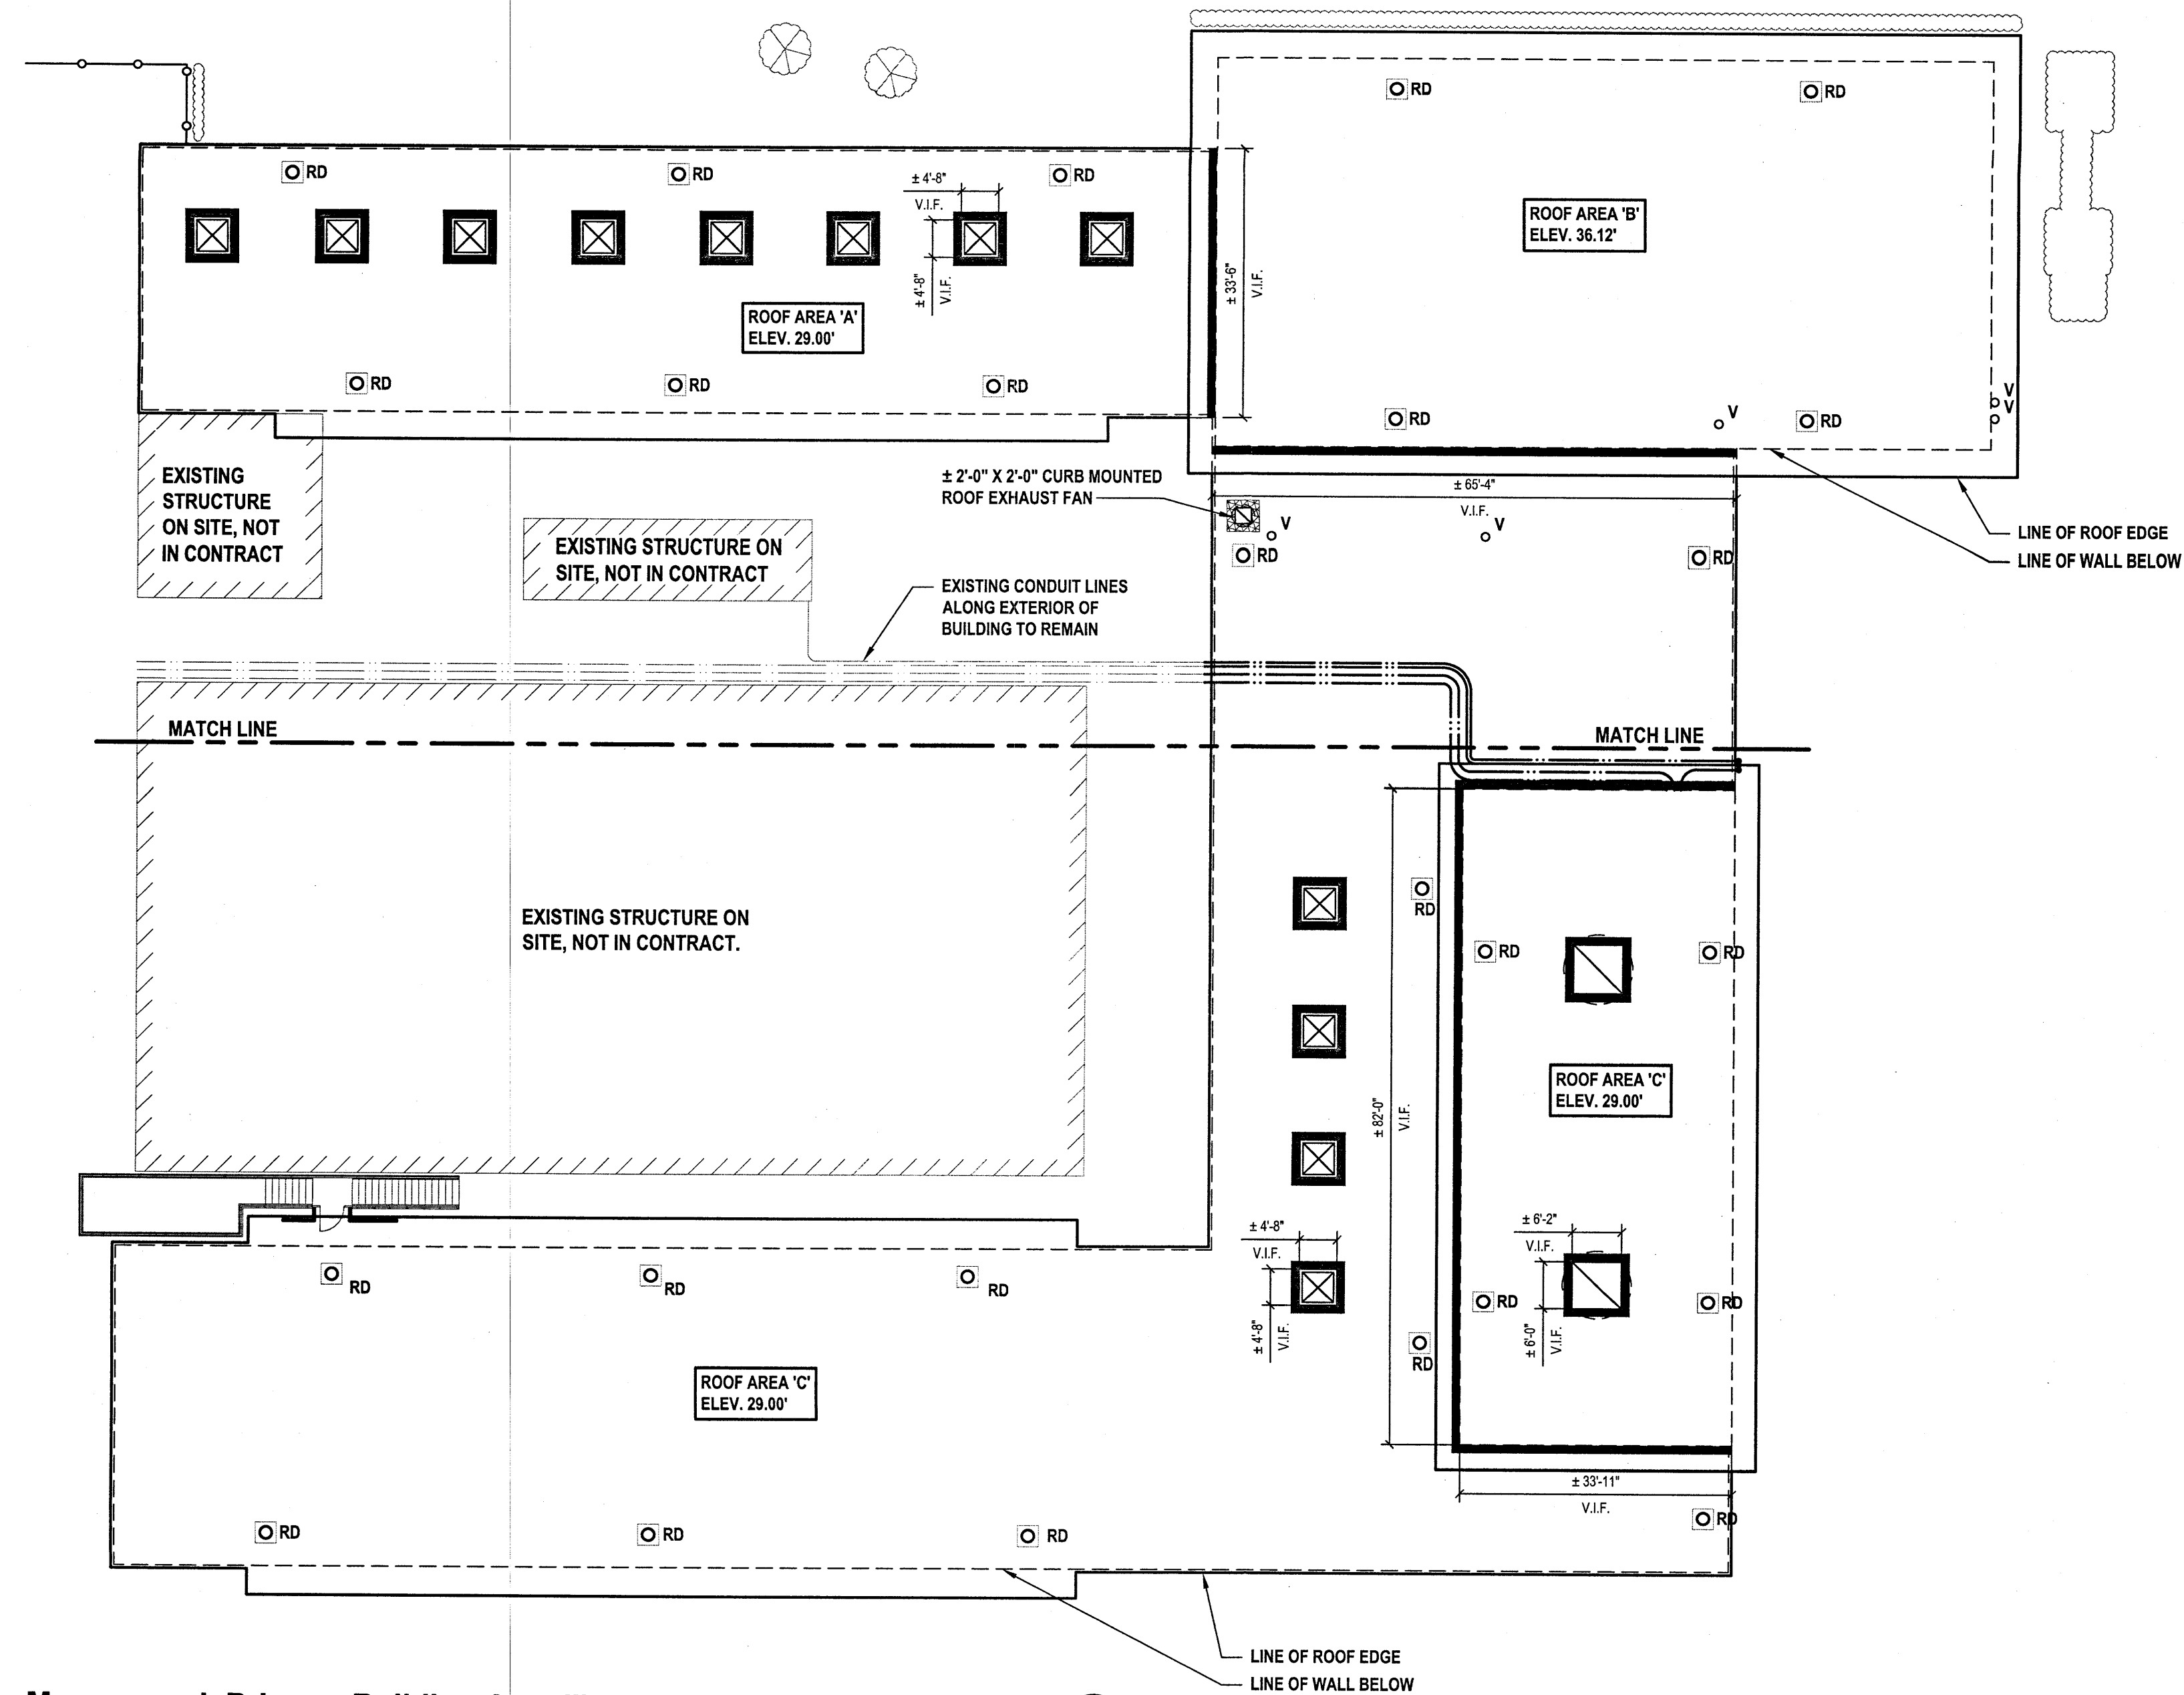 RD
RD
RD
RD
RD
± 4'-8"
V.I.F.
ROOF AREA 'B'
ELEV. 36.12'
± 4'-8"
V.I.F.
± 33'-6"
V.I.F.
ROOF AREA 'A'
ELEV. 29.00'
RD
RD
RD
V
V
V
RD
RD
EXISTING
STRUCTURE
ON SITE, NOT
IN CONTRACT
± 2'-0" X 2'-0" CURB MOUNTED
ROOF EXHAUST FAN
± 65'-4"
V.I.F.
V
V
RD
RD
LINE OF ROOF EDGE
LINE OF WALL BELOW
EXISTING STRUCTURE ON
SITE, NOT IN CONTRACT
EXISTING CONDUIT LINES
ALONG EXTERIOR OF
BUILDING TO REMAIN
MATCH LINE
MATCH LINE
EXISTING STRUCTURE ON
SITE, NOT IN CONTRACT.
RD
RD
RD
± 82'-0"
V.I.F.
ROOF AREA 'C'
ELEV. 29.00'
± 4'-8"
V.I.F.
± 4'-8"
V.I.F.
± 6'-2"
V.I.F.
± 6'-0"
V.I.F.
RD
RD
RD
RD
RD
RD
ROOF AREA 'C'
ELEV. 29.00'
± 33'-11"
V.I.F.
RD
RD
RD
RD
LINE OF ROOF EDGE
LINE OF WALL BELOW